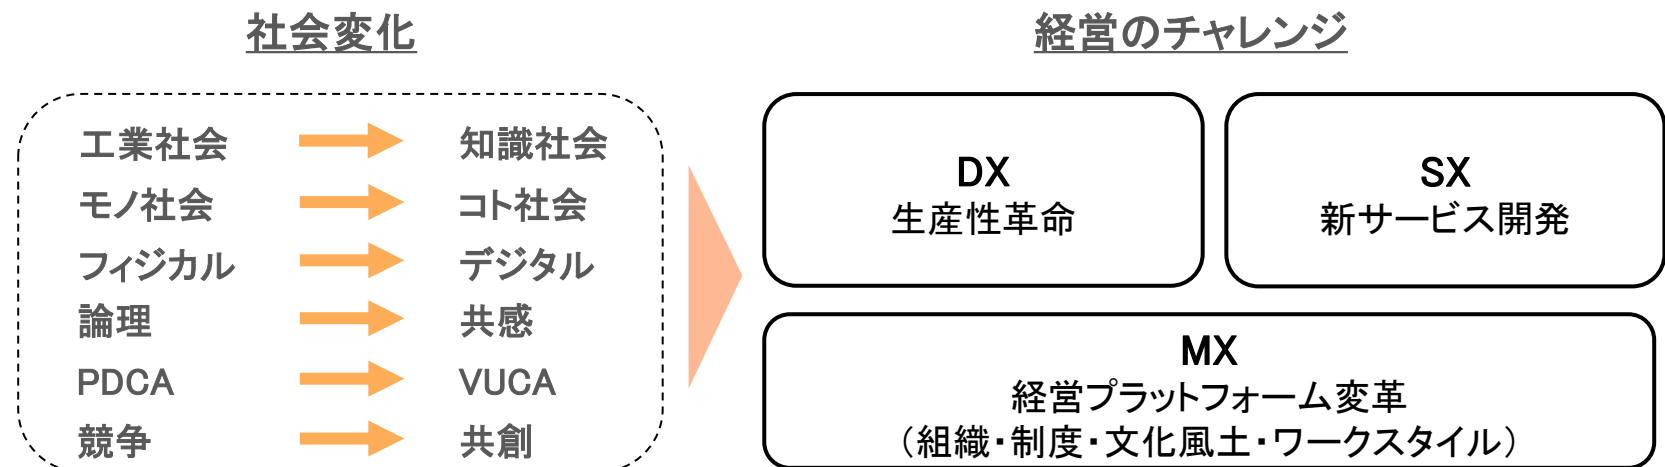 社会変化
工業社会 知識社会
モノ社会 コト社会
フィジカル デジタル
論理 共感
PDCA VUCA
競争 共創
経営のチャレンジ
DX
生産性革命
SX
新サービス開発
MX
経営プラットフォーム変革
（組織・制度・文化風土・ワークスタイル）